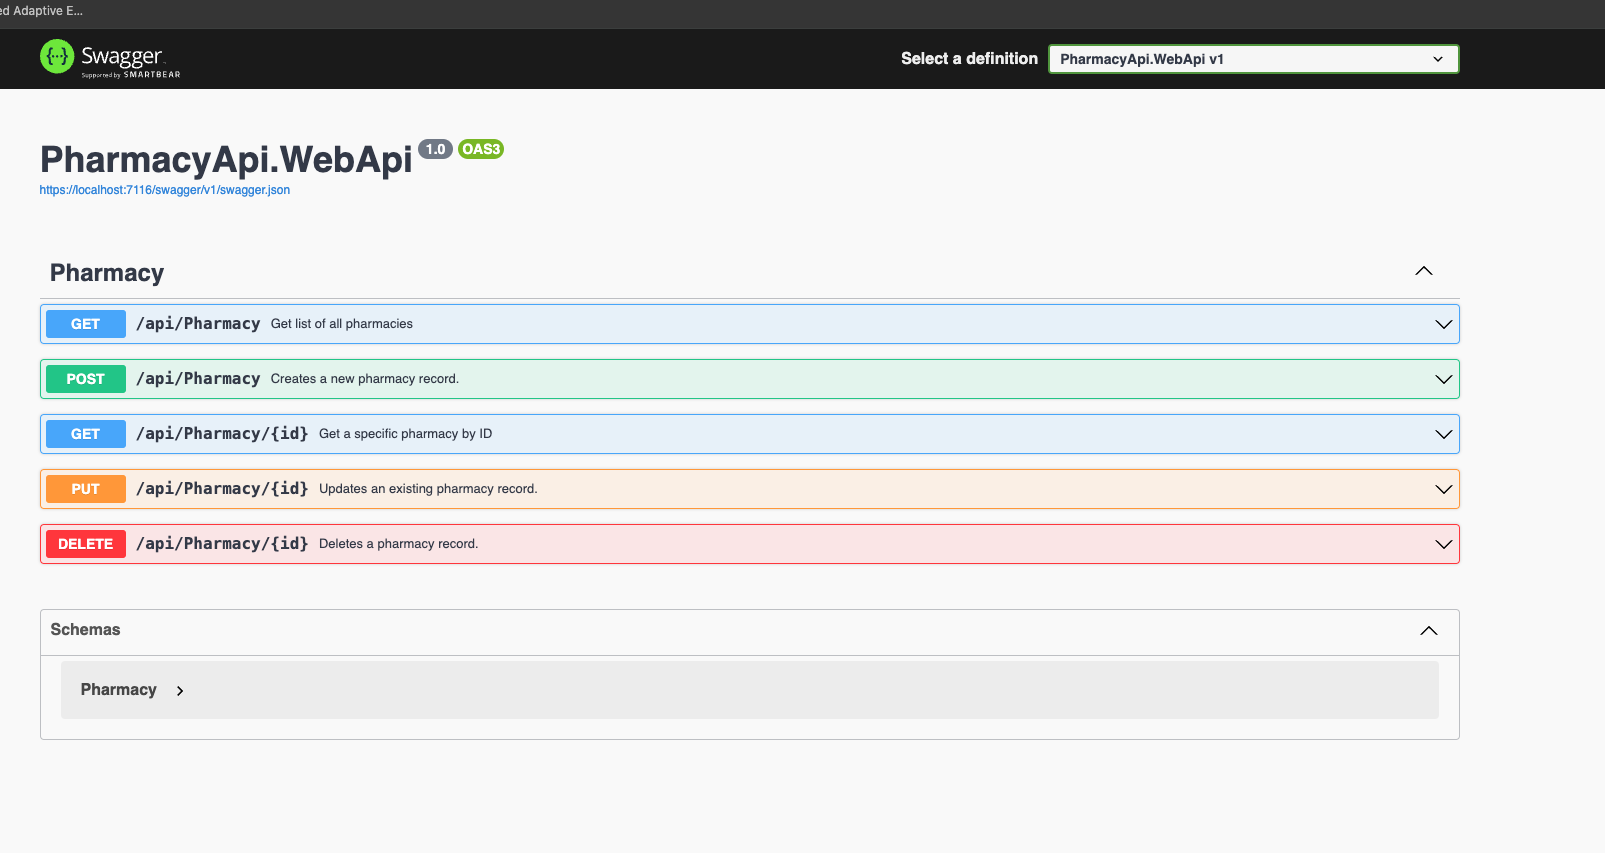 ed Adaptive E...
Swagger
Supported by SMARTBEAR
Select a definition
PharmacyApi.WebApi v1
PharmacyApi.WebApi 1.0 OAS3
https://localhost:7116/swagger/v1/swagger.json
Pharmacy
GET /api/Pharmacy Get list of all pharmacies
POST /api/Pharmacy Creates a new pharmacy record.
GET /api/Pharmacy/{id} Get a specific pharmacy by ID
PUT /api/Pharmacy/{id} Updates an existing pharmacy record.
DELETE /api/Pharmacy/{id} Deletes a pharmacy record.
Schemas
Pharmacy